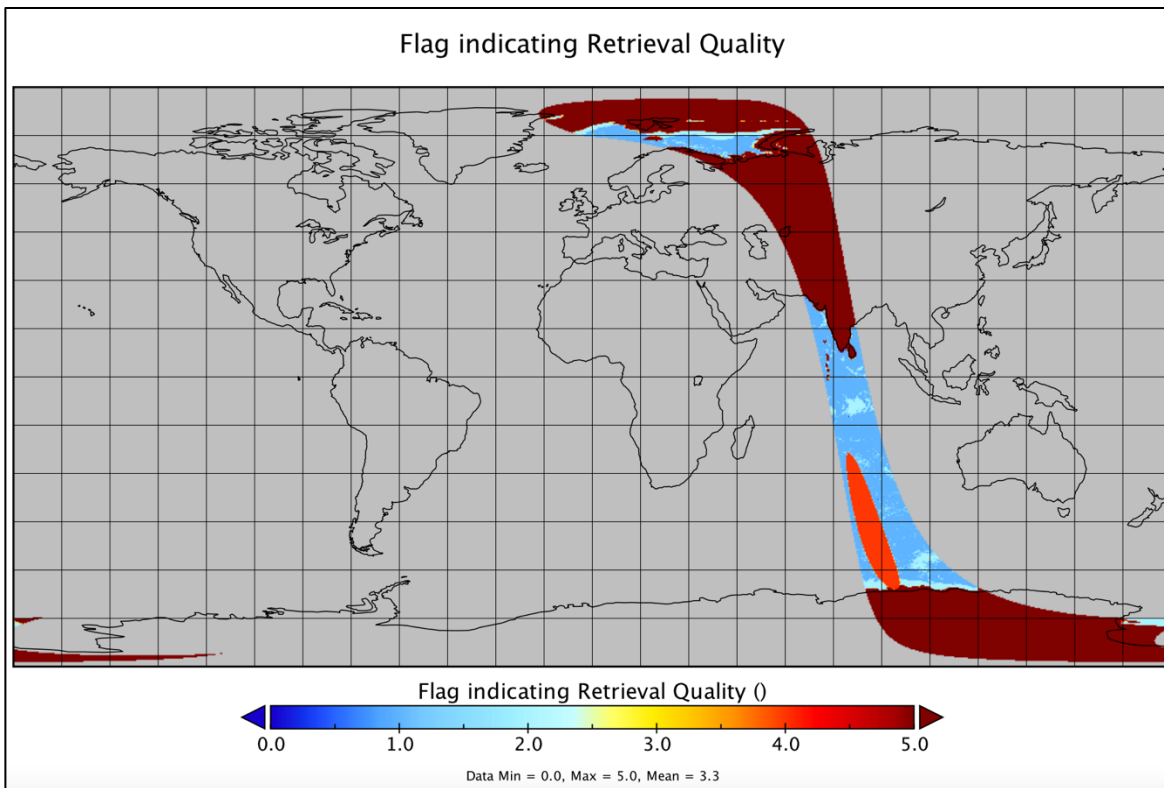 Flag indicating Retrieval Quality
Flag indicating Retrieval Quality ()
0.0 1.0 2.0 3.0 4.0 5.0
Data Min = 0.0, Max = 5.0, Mean = 3.3